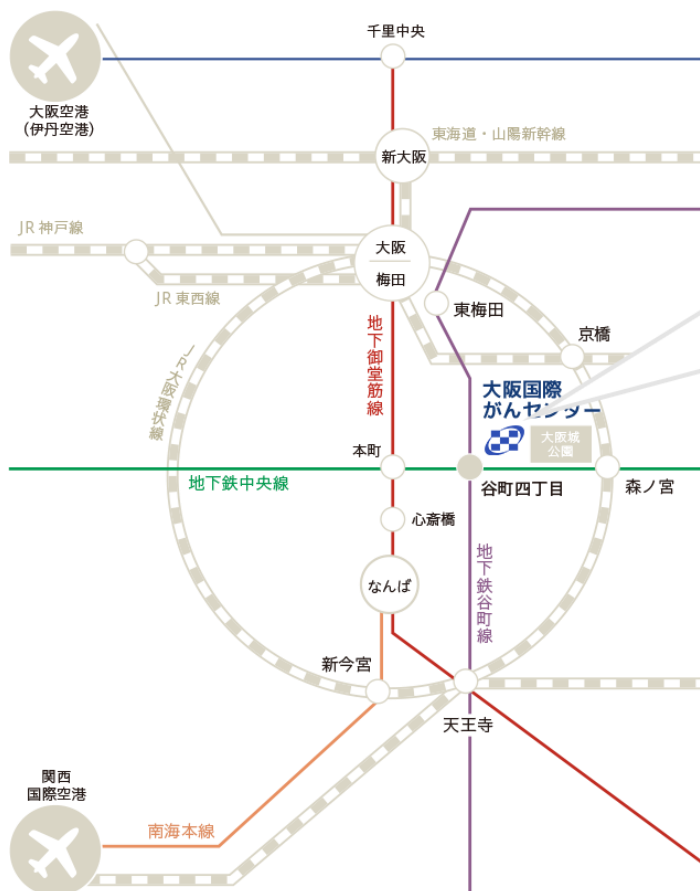 千里中央
大阪空港
(伊丹空港)
東海道・山陽新幹線
新大阪
JR 神戸線
大阪
梅田
JR 東西線
東梅田
地下御堂筋線
京橋
JR大阪環状線
大阪国際
がんセンター
大阪城
公園
本町
地下鉄中央線
谷町四丁目
森ノ宮
心斎橋
地下鉄谷町線
なんば
新今宮
天王寺
関西
国際空港
南海本線